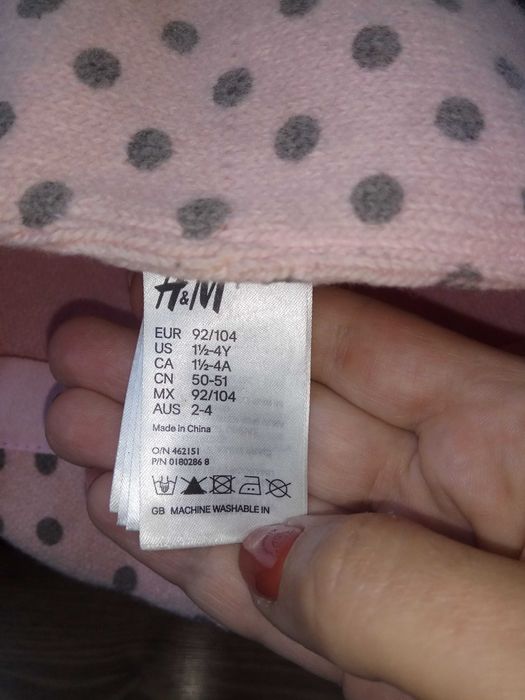 H&M
EUR 92/104
US 1½-4Y
CA 1½-4A
CN 50-51
MX 92/104
AUS 2-4
Made in China
O/N 462151
P/N 0180286 8
GB MACHINE WASHABLE IN